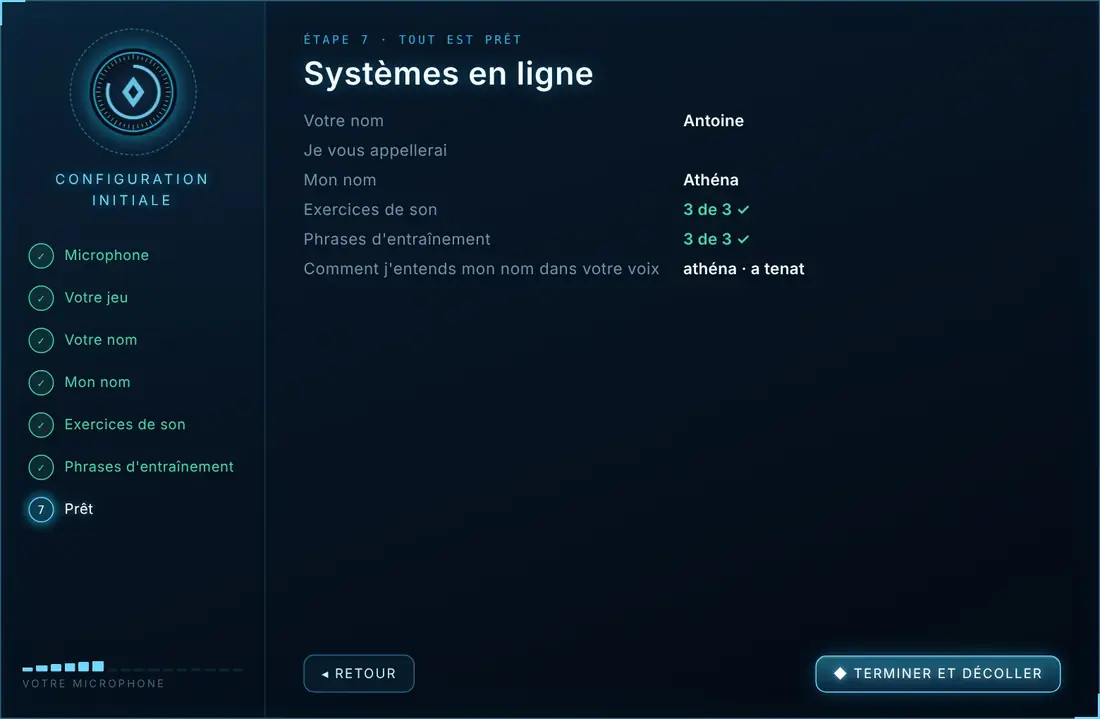 CONFIGURATION
INITIALE
✓ Microphone
✓ Votre jeu
✓ Votre nom
✓ Mon nom
✓ Exercices de son
✓ Phrases d'entraînement
7 Prêt
VOTRE MICROPHONE
ÉTAPE 7 · TOUT EST PRÊT
Systèmes en ligne
Votre nom Antoine
Je vous appellerai
Mon nom Athéna
Exercices de son 3 de 3 ✓
Phrases d'entraînement 3 de 3 ✓
Comment j'entends mon nom dans votre voix athéna · a tenat
◂ RETOUR
◆ TERMINER ET DÉCOLLER